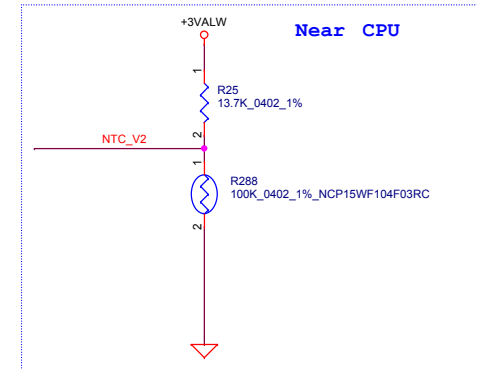 +3VALW
Near CPU
1
R25
13.7K_0402_1%
2
NTC_V2
1
R288
100K_0402_1%_NCP15WF104F03RC
2